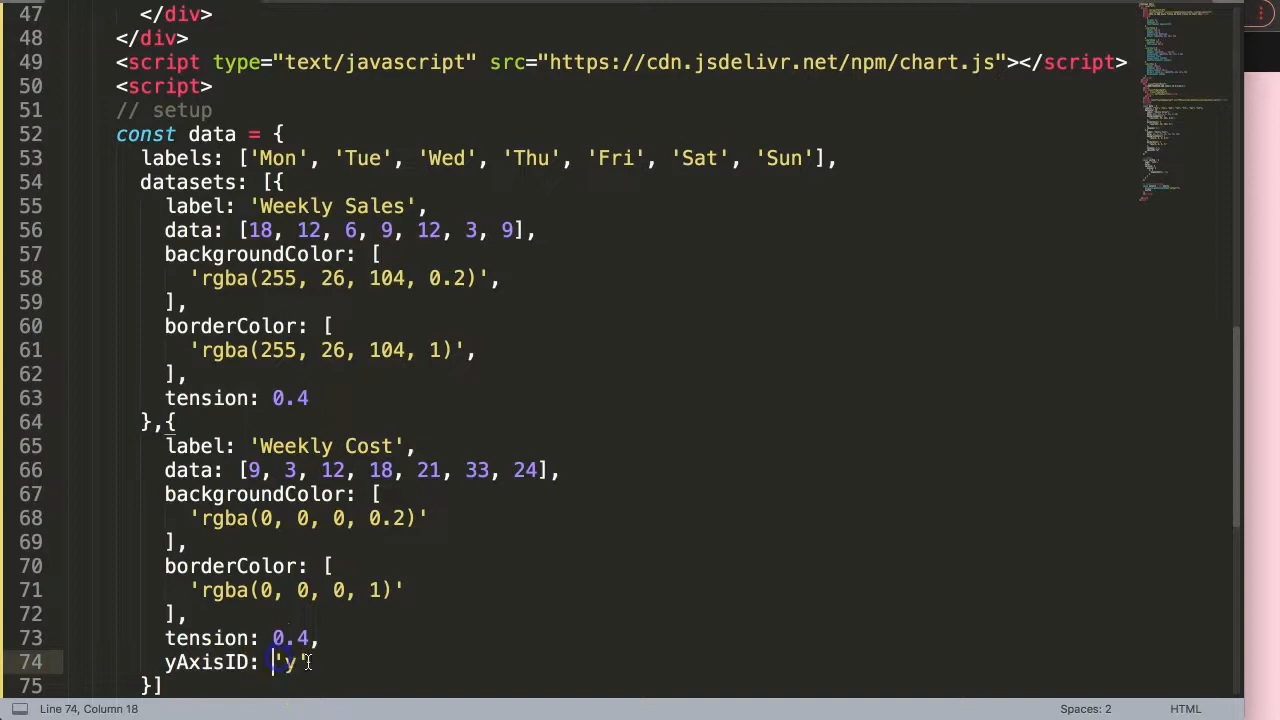 47 </div>
48 </div>
49 <script type="text/javascript" src="https://cdn.jsdelivr.net/npm/chart.js"></script>
50 <script>
51 // setup
52 const data = {
53 labels: ['Mon', 'Tue', 'Wed', 'Thu', 'Fri', 'Sat', 'Sun'],
54 datasets: [{
55 label: 'Weekly Sales',
56 data: [18, 12, 6, 9, 12, 3, 9],
57 backgroundColor: [
58 'rgba(255, 26, 104, 0.2)',
59 ],
60 borderColor: [
61 'rgba(255, 26, 104, 1)',
62 ],
63 tension: 0.4
64 },{
65 label: 'Weekly Cost',
66 data: [9, 3, 12, 18, 21, 33, 24],
67 backgroundColor: [
68 'rgba(0, 0, 0, 0.2)'
69 ],
70 borderColor: [
71 'rgba(0, 0, 0, 1)'
72 ],
73 tension: 0.4,
74 yAxisID: 'y'
75 }]
Line 74, Column 18 Spaces: 2 HTML